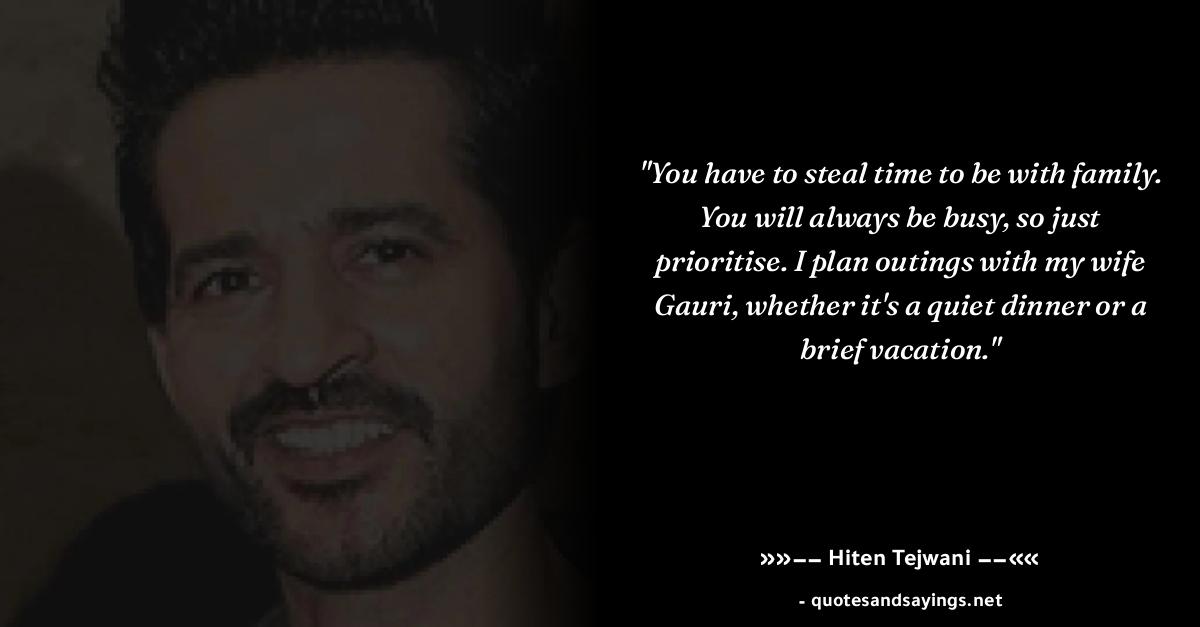 "You have to steal time to be with family.
You will always be busy, so just
prioritise. I plan outings with my wife
Gauri, whether it's a quiet dinner or a
brief vacation."
»»–– Hiten Tejwani ––««
- quotesandsayings.net